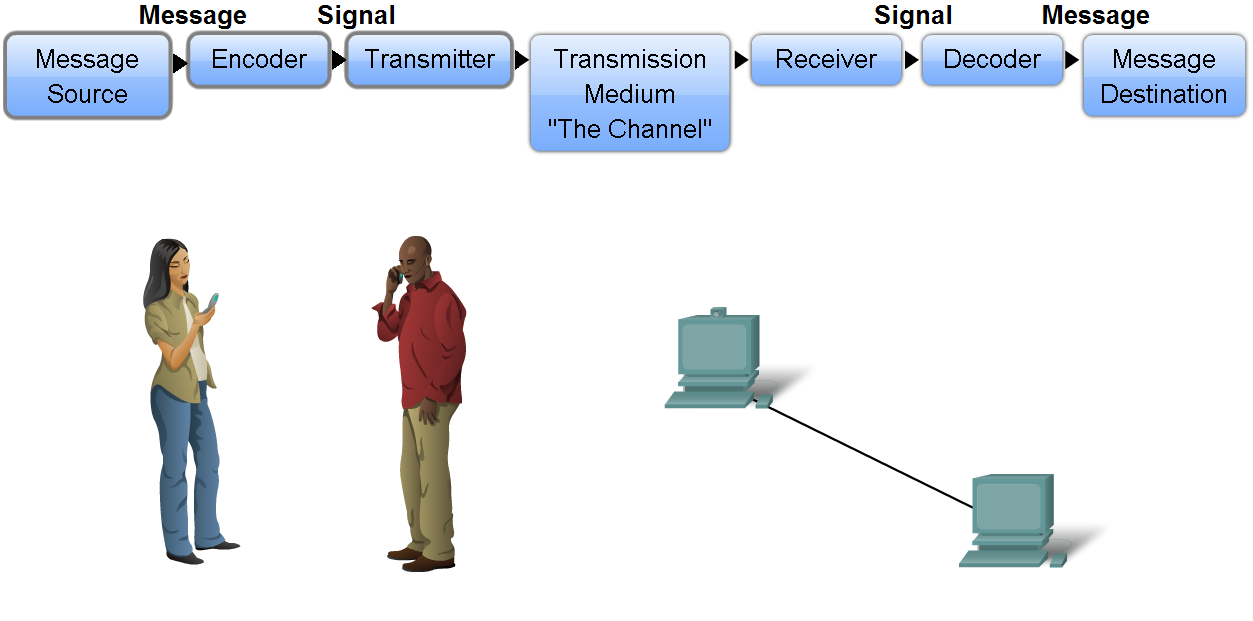 Message
Signal
Signal
Message
Message
Source
Encoder
Transmitter
Transmission
Medium
"The Channel"
Receiver
Decoder
Message
Destination